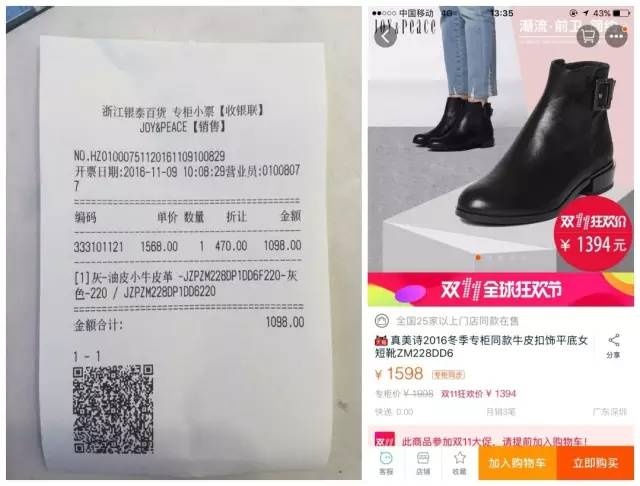 浙江银泰百货 专柜小票【收银联】
JOY&PEACE【销售】
NO.HZ01000751120161109100829
开票日期:2016-11-09 10:08:29营业员:0100807
7
编码 单价 数量 折让 金额
333101121 1568.00 1 470.00 1098.00
[1]灰-油皮小牛皮革 -JZPZM228DP1DD6F220-灰
色-220 / JZPZM228DP1DD6220
金额合计: 1098.00
1 - 1
中国移动 4G 13:35 43%
JOY&PEACE
潮流·前卫·简约
双11狂欢价
¥ 1394 元
双11全球狂欢节
全国25家以上门店同款在售
天猫 真美诗2016冬季专柜同款牛皮扣饰平底女
短靴ZM228DD6
分享
¥ 1598 专柜同步
专柜价 ¥ 1998 双11狂欢价 ¥ 1394
快递: 0.00 月销3笔 广东深圳
双11 此商品参加双11大促，请提前加入购物车！
客服 店铺 收藏 加入购物车 立即购买